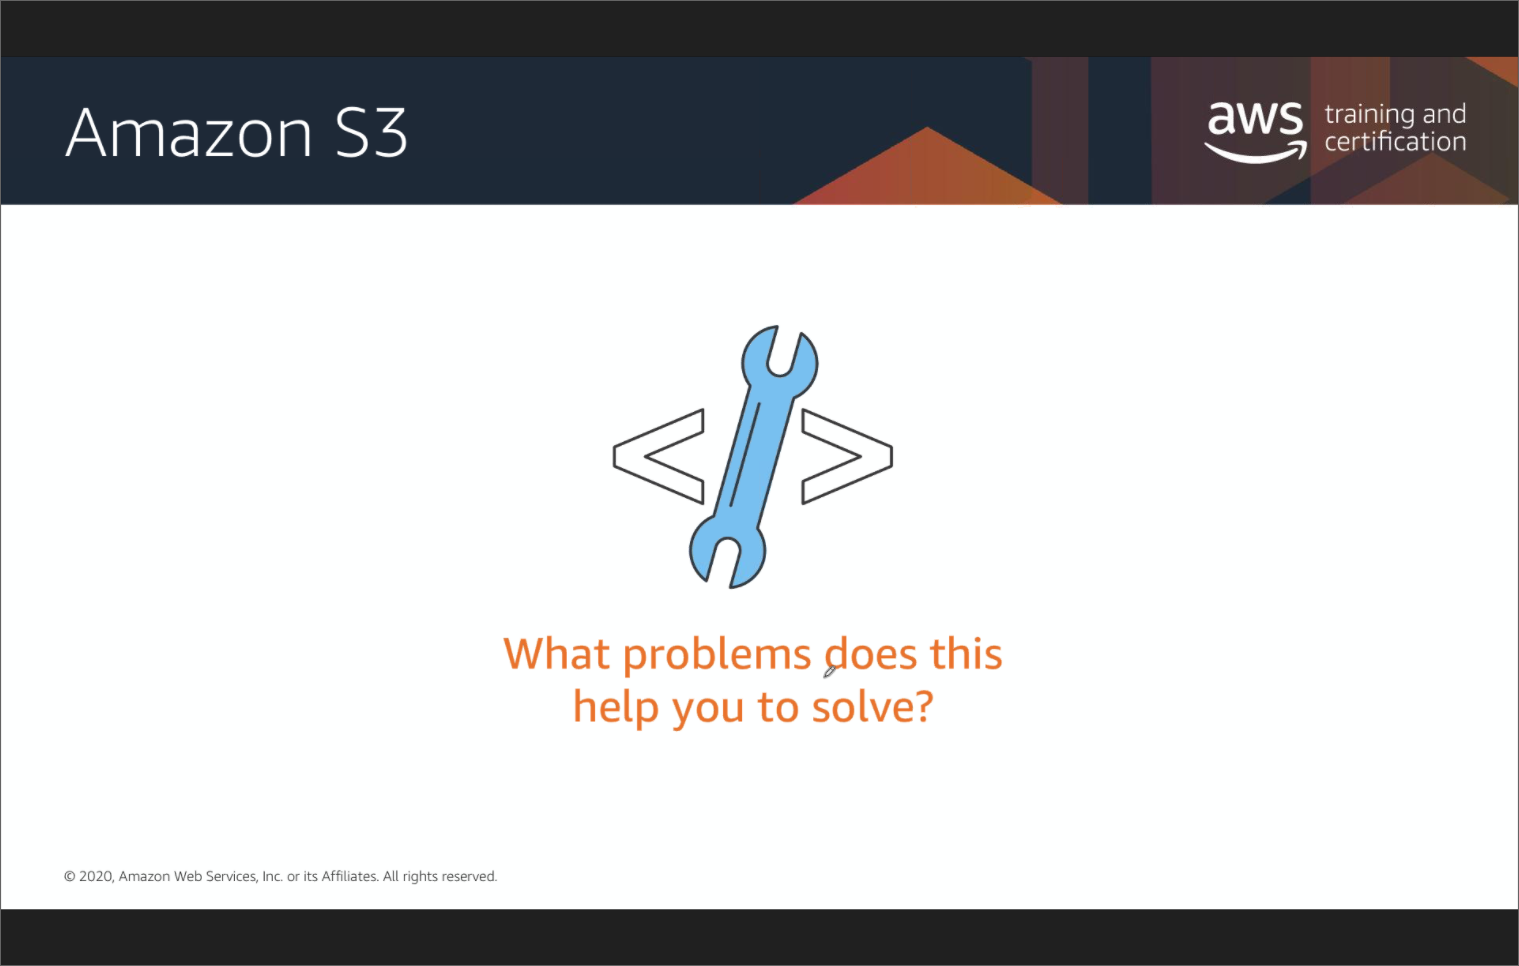 Amazon S3
aws
training and
certification
What problems does this
help you to solve?
© 2020, Amazon Web Services, Inc. or its Affiliates. All rights reserved.